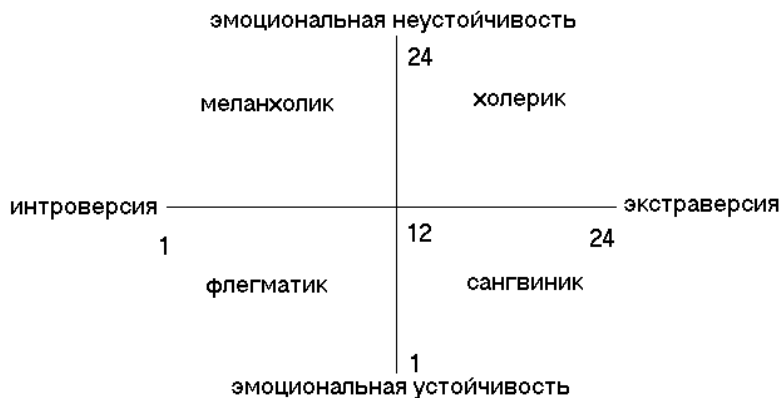 эмоциональная неустойчивость
24
меланхолик холерик
интроверсия экстраверсия
1 12 24
флегматик сангвиник
1
эмоциональная устойчивость